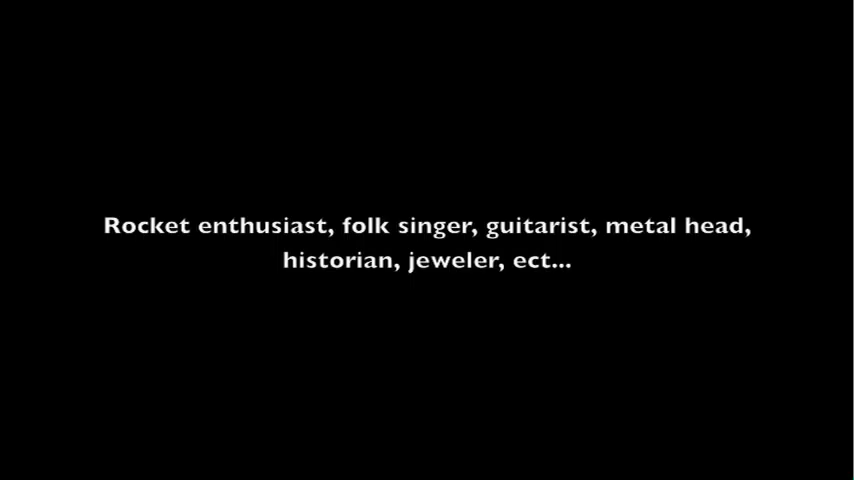 Rocket enthusiast, folk singer, guitarist, metal head,
historian, jeweler, ect...